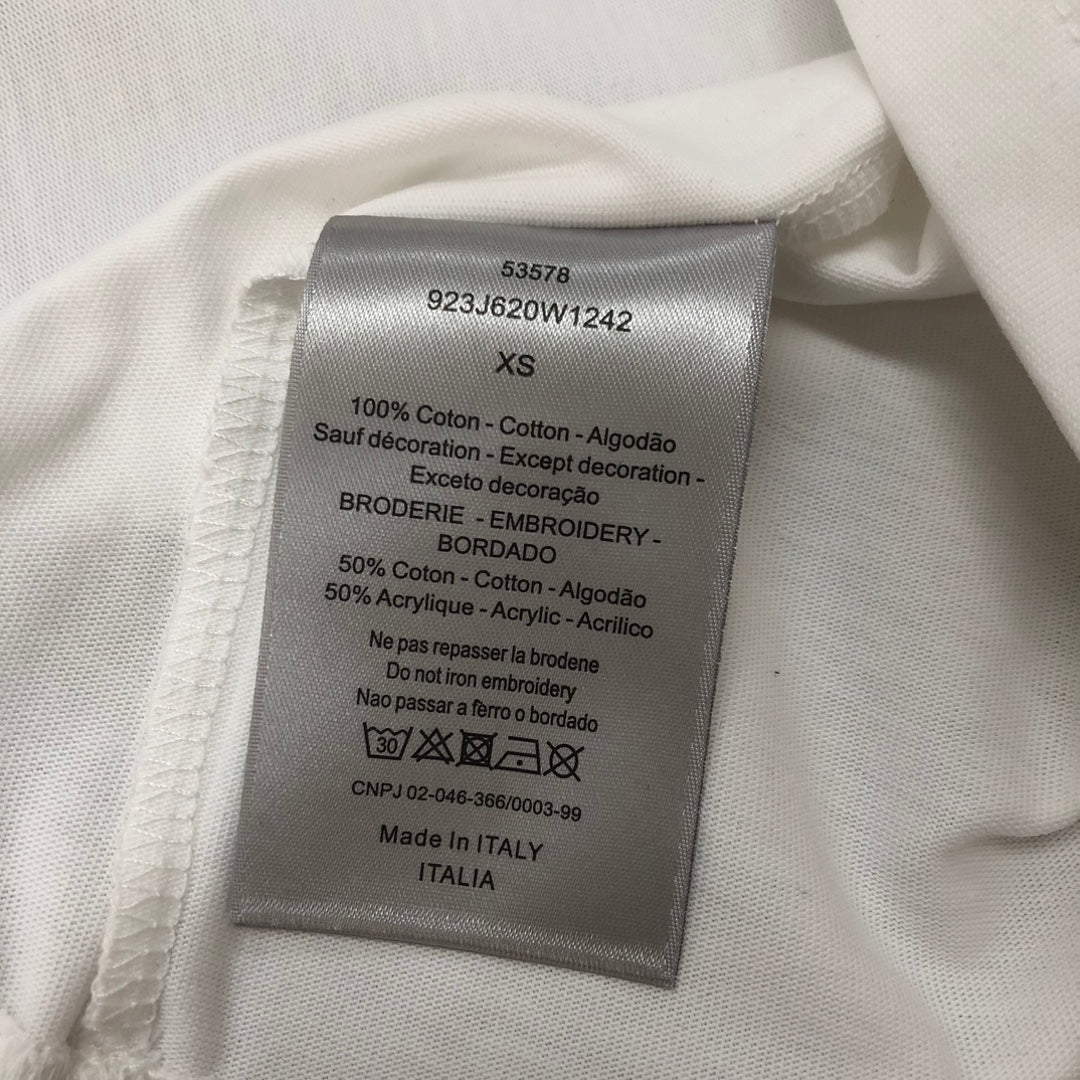 53578
923J620W1242
XS
100% Coton - Cotton - Algodão
Sauf décoration - Except decoration -
Exceto decoração
BRODERIE - EMBROIDERY -
BORDADO
50% Coton - Cotton - Algodão
50% Acrylique - Acrylic - Acrilico
Ne pas repasser la brodene
Do not iron embroidery
Nao passar a ferro o bordado
30
CNPJ 02-046-366/0003-99
Made In ITALY
ITALIA